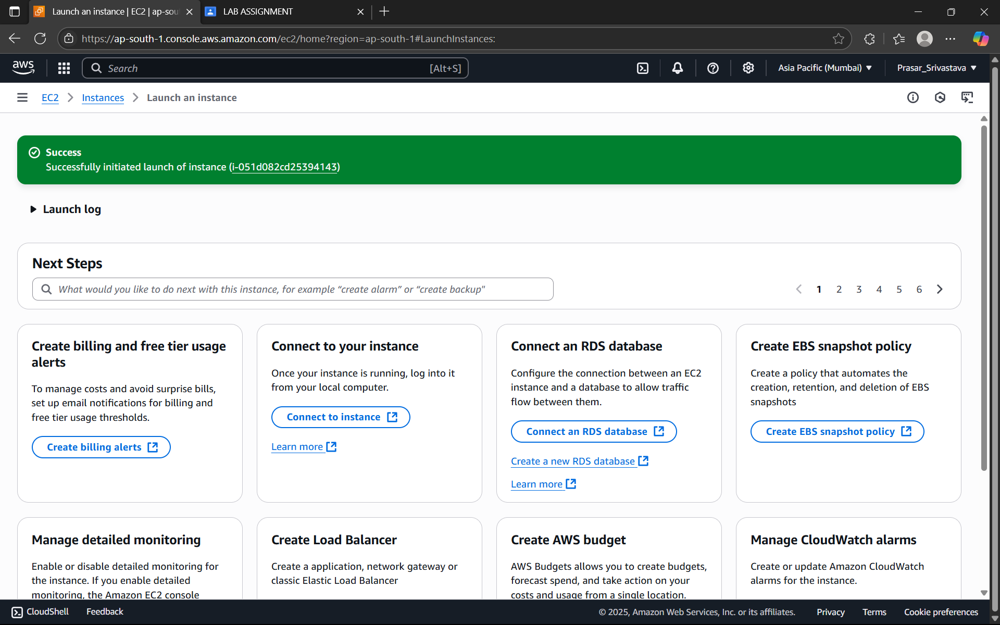 Launch an instance | EC2 | ap-sou
LAB ASSIGNMENT
https://ap-south-1.console.aws.amazon.com/ec2/home?region=ap-south-1#LaunchInstances:
aws
Search
[Alt+S]
Asia Pacific (Mumbai)
Prasar_Srivastava
EC2
Instances
Launch an instance
Success
Successfully initiated launch of instance (i-051d082cd25394143)
Launch log
Next Steps
What would you like to do next with this instance, for example “create alarm” or “create backup"
1 2 3 4 5 6
Create billing and free tier usage
alerts
To manage costs and avoid surprise bills,
set up email notifications for billing and
free tier usage thresholds.
Create billing alerts
Connect to your instance
Once your instance is running, log into it
from your local computer.
Connect to instance
Learn more
Connect an RDS database
Configure the connection between an EC2
instance and a database to allow traffic
flow between them.
Connect an RDS database
Create a new RDS database
Learn more
Create EBS snapshot policy
Create a policy that automates the
creation, retention, and deletion of EBS
snapshots
Create EBS snapshot policy
Manage detailed monitoring
Enable or disable detailed monitoring for
the instance. If you enable detailed
monitoring, the Amazon EC2 console
Create Load Balancer
Create a application, network gateway or
classic Elastic Load Balancer
Create AWS budget
AWS Budgets allows you to create budgets,
forecast spend, and take action on your
costs and usage from a single location.
Manage CloudWatch alarms
Create or update Amazon CloudWatch
alarms for the instance.
CloudShell
Feedback
© 2025, Amazon Web Services, Inc. or its affiliates.
Privacy
Terms
Cookie preferences